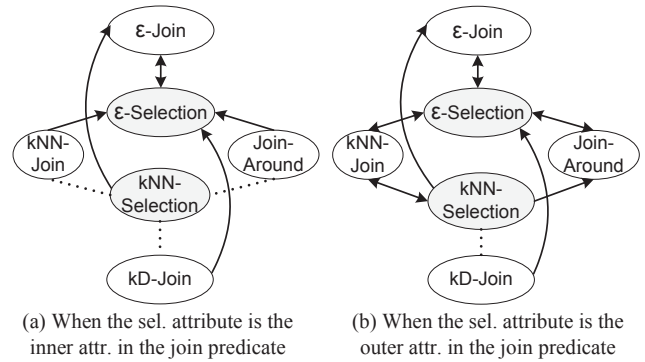 ε-Join
ε-Selection
kNN-
Join
Join-
Around
kNN-
Selection
kD-Join
(a) When the sel. attribute is the
inner attr. in the join predicate
ε-Join
ε-Selection
kNN-
Join
Join-
Around
kNN-
Selection
kD-Join
(b) When the sel. attribute is the
outer attr. in the join predicate